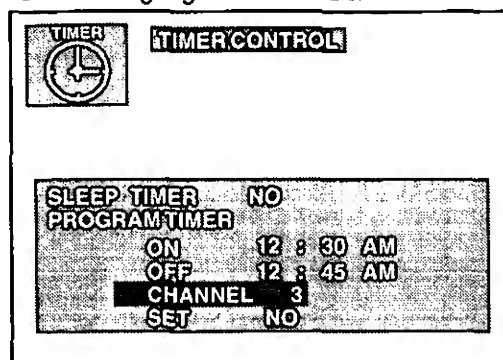 TIMER
TIMER CONTROL
SLEEP TIMER NO
PROGRAM TIMER
ON 12 : 30 AM
OFF 12 : 45 AM
CHANNEL 3
SET NO